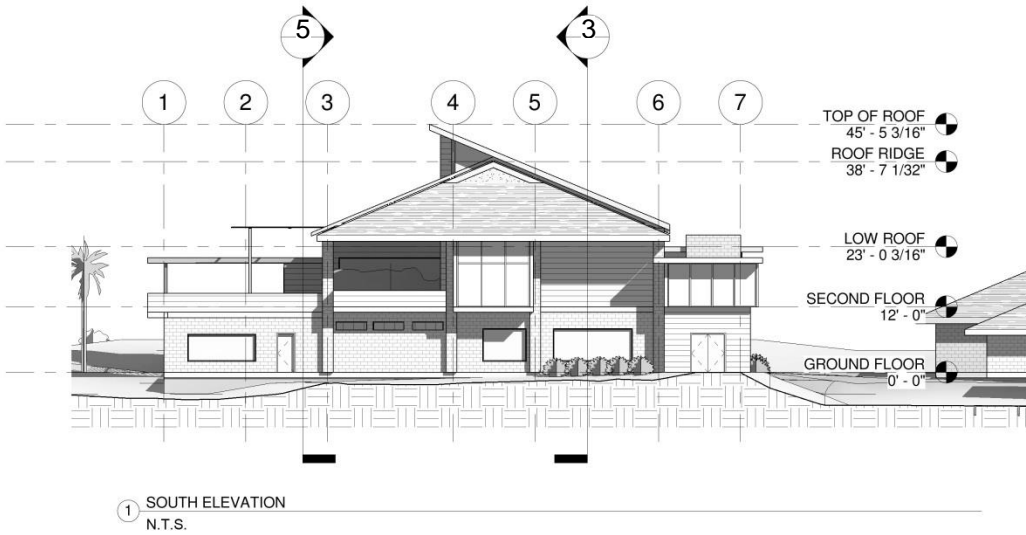 5
3
1
2
3
4
5
6
7
TOP OF ROOF
45' - 5 3/16"
ROOF RIDGE
38' - 7 1/32"
LOW ROOF
23' - 0 3/16"
SECOND FLOOR
12' - 0"
GROUND FLOOR
0' - 0"
1
SOUTH ELEVATION
N.T.S.